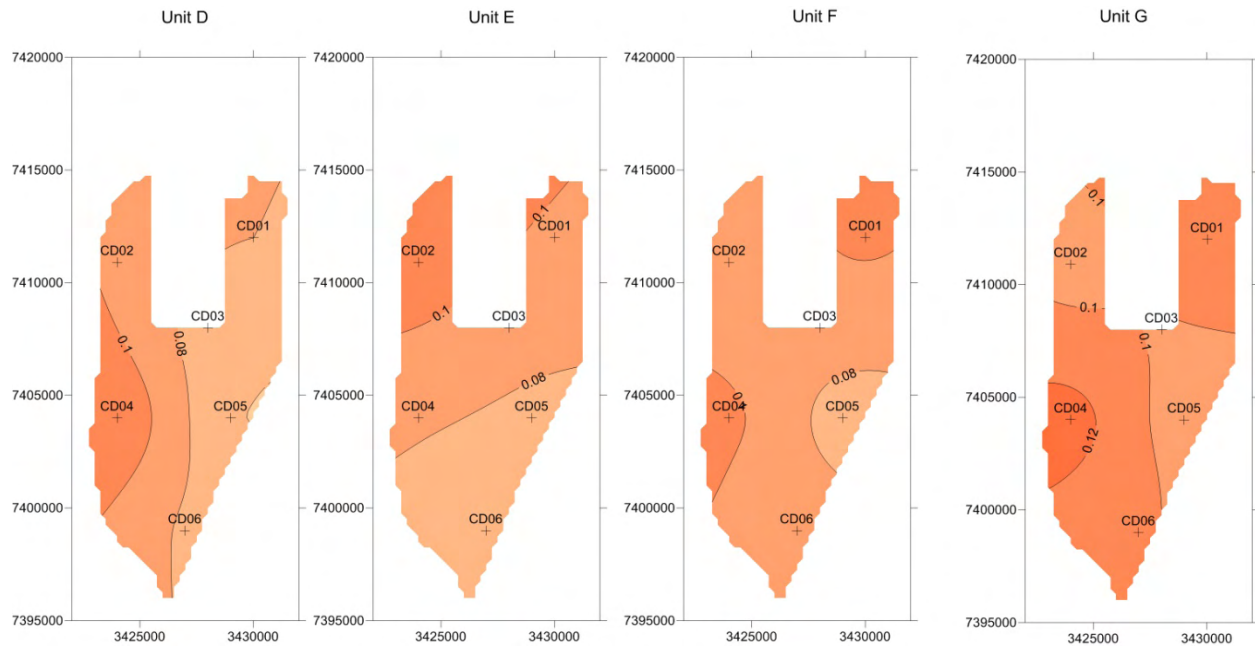 Unit D
Unit E
Unit F
Unit G
7420000
7415000
7410000
7405000
7400000
7395000
3425000
3430000
CD01
CD02
CD03
CD04
CD05
CD06
0.1
0.08
7420000
7415000
7410000
7405000
7400000
7395000
3425000
3430000
CD01
CD02
CD03
CD04
CD05
CD06
0.1
0.1
0.08
7420000
7415000
7410000
7405000
7400000
7395000
3425000
3430000
CD01
CD02
CD03
CD04
CD05
CD06
0.08
7420000
7415000
7410000
7405000
7400000
7395000
3425000
3430000
CD01
CD02
CD03
CD04
CD05
CD06
0.1
0.1
0.1
0.12